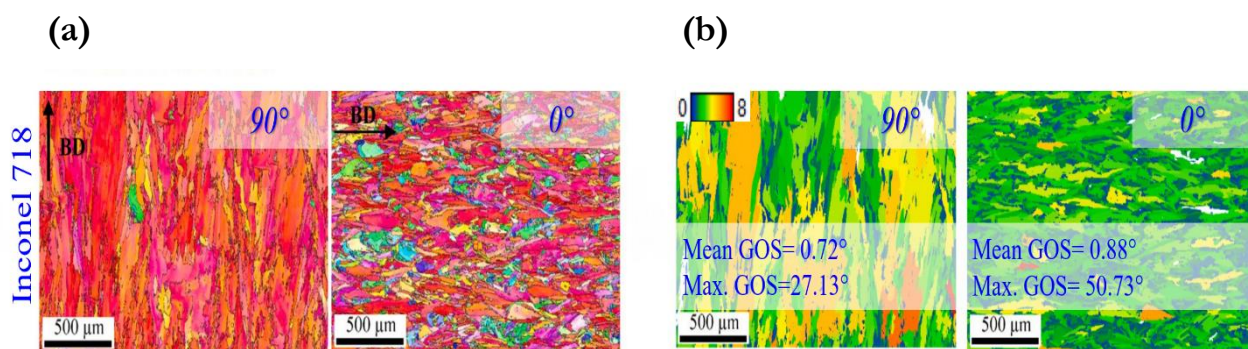 (a)
(b)
Inconel 718
BD
90°
BD
0°
500 µm
500 µm
0 8
90°
0°
Mean GOS= 0.72°
Max. GOS=27.13°
Mean GOS= 0.88°
Max. GOS= 50.73°
500 µm
500 µm